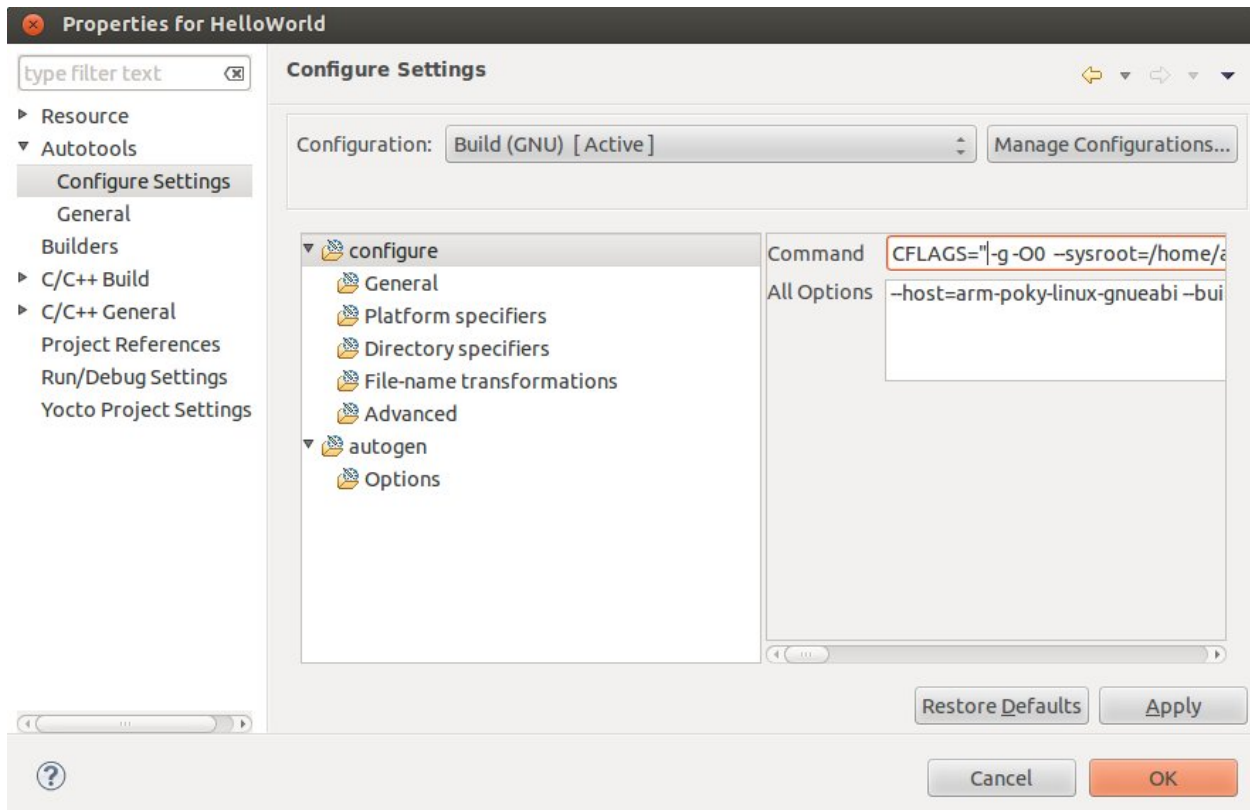 Properties for HelloWorld
type filter text
Resource
Autotools
Configure Settings
General
Builders
C/C++ Build
C/C++ General
Project References
Run/Debug Settings
Yocto Project Settings
Configure Settings
Configuration: Build (GNU) [ Active ] Manage Configurations...
configure
General
Platform specifiers
Directory specifiers
File-name transformations
Advanced
autogen
Options
Command CFLAGS=" -g -O0 --sysroot=/home/a
All Options --host=arm-poky-linux-gnueabi --bui
Restore Defaults Apply
Cancel OK